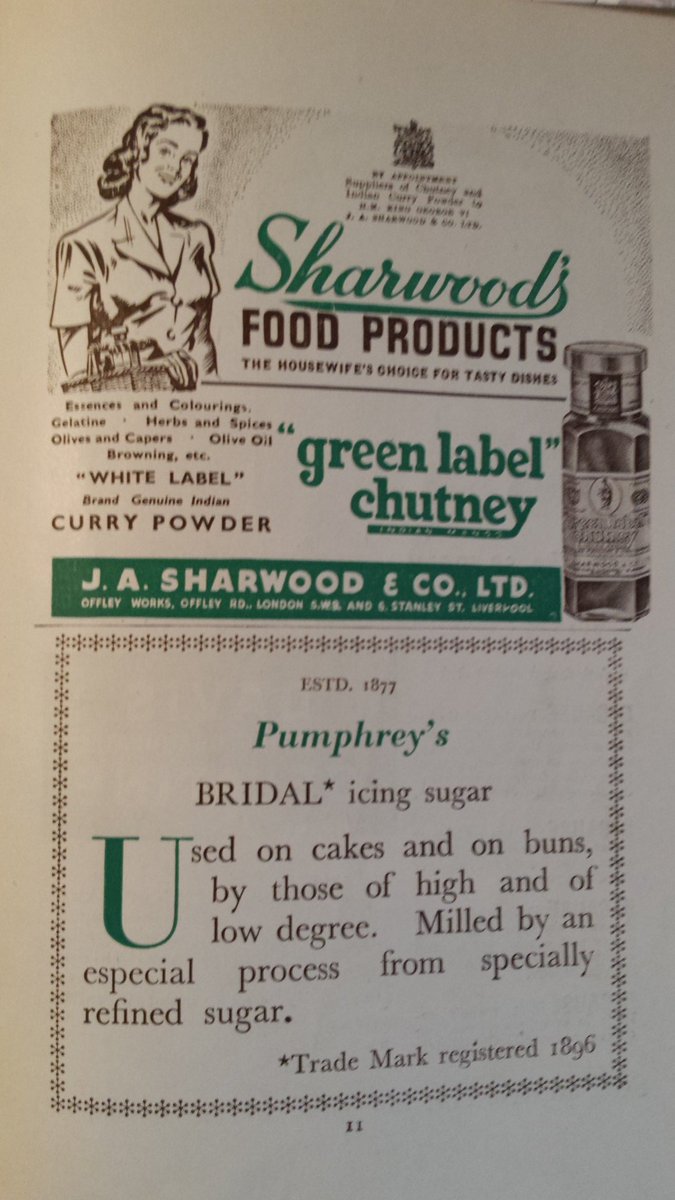 BY APPOINTMENT
Suppliers of Chutney and
Indian Curry Powder to
H.M. KING GEORGE VI
J. A. SHARWOOD & CO. LTD.
Sharwood's
FOOD PRODUCTS
THE HOUSEWIFE'S CHOICE FOR TASTY DISHES
Essences and Colourings,
Gelatine · Herbs and Spices
Olives and Capers · Olive Oil
Browning, etc.
"WHITE LABEL"
Brand Genuine Indian
CURRY POWDER
"green label"
chutney
J. A. SHARWOOD & CO., LTD.
OFFLEY WORKS, OFFLEY RD., LONDON S.W.9. AND 6. STANLEY ST. LIVERPOOL
ESTD. 1877
Pumphrey's
BRIDAL* icing sugar
Used on cakes and on buns,
by those of high and of
low degree. Milled by an
especial process from specially
refined sugar.
*Trade Mark registered 1896
11